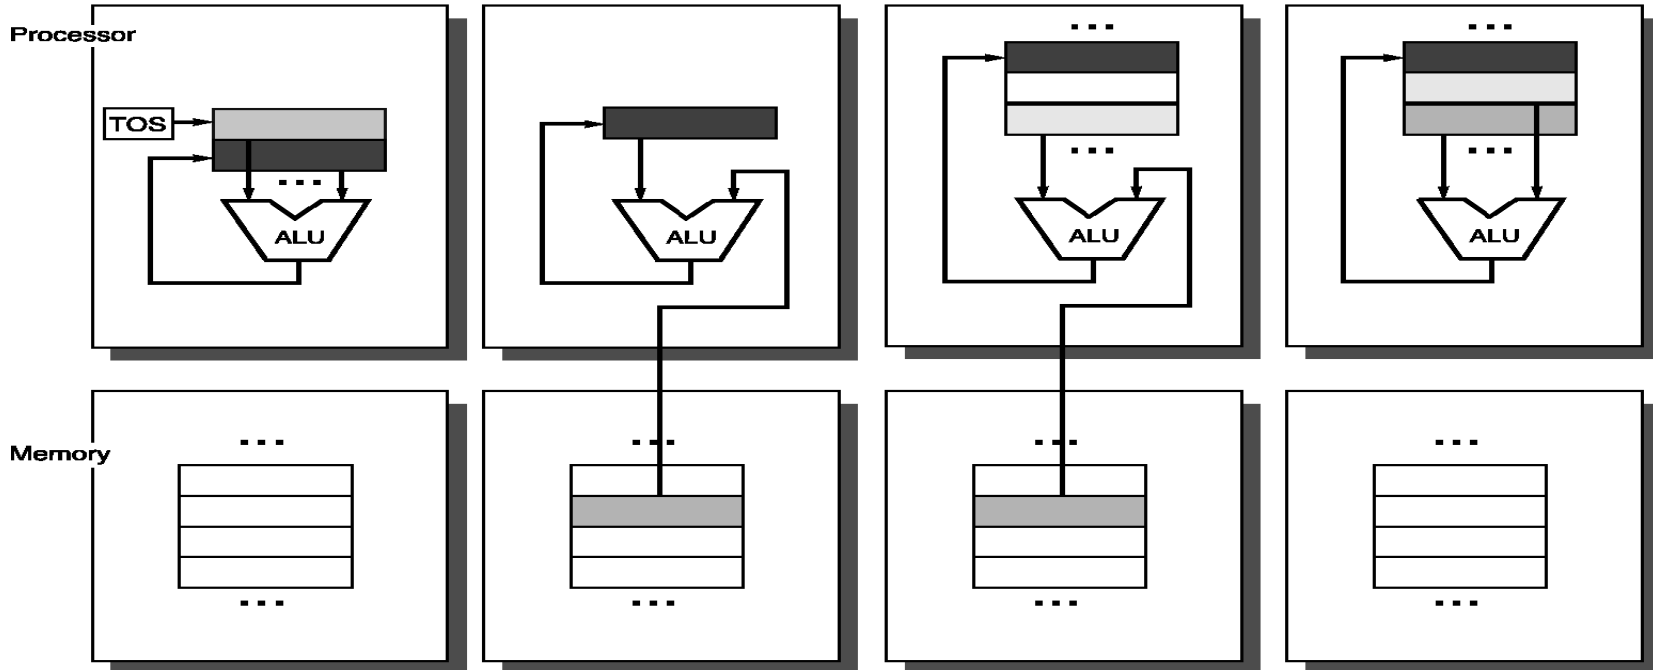 Processor
TOS
ALU
ALU
ALU
ALU
Memory